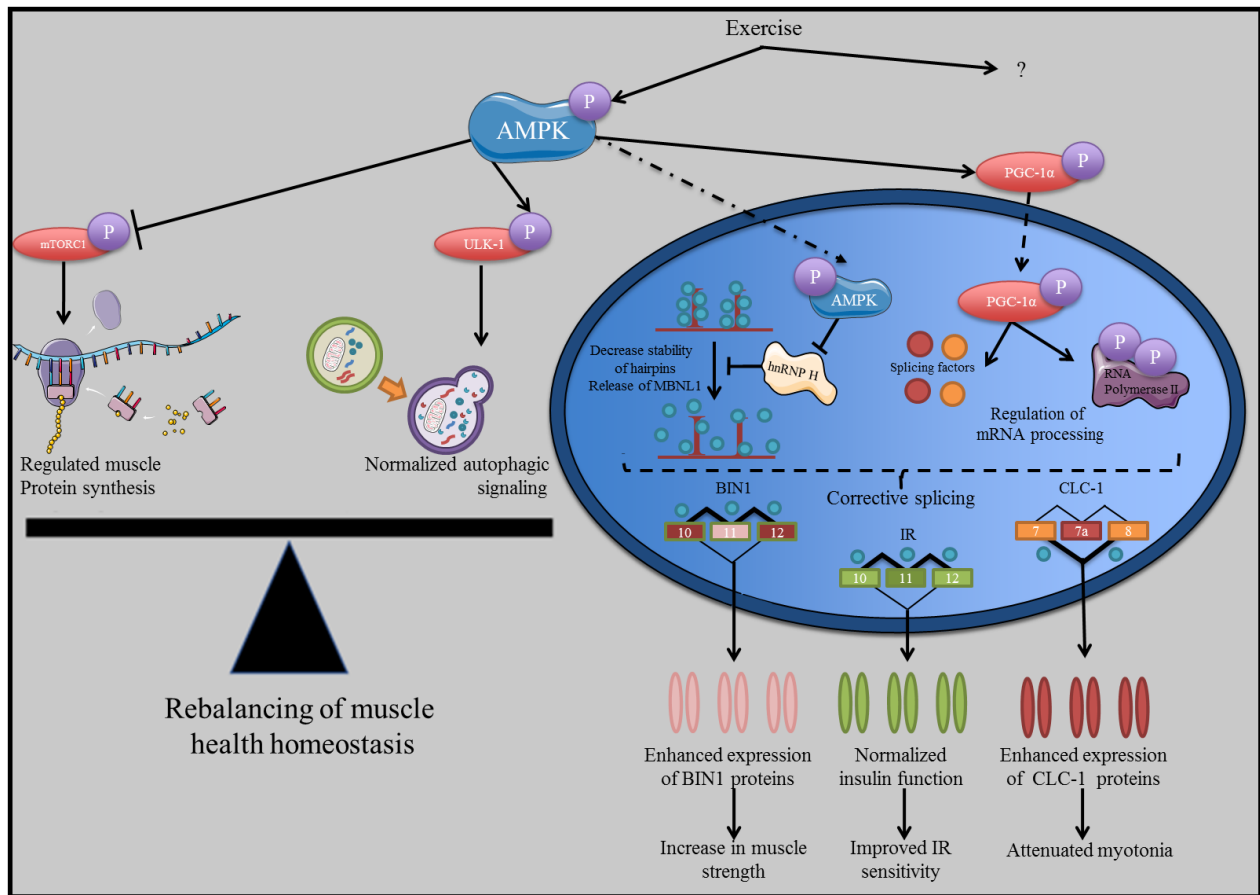 Exercise
?
P
AMPK
P
PGC-1α
P
mTORC1
P
ULK-1
P
AMPK
P
PGC-1α
Decrease stability
of hairpins
Release of MBNL1
hnRNP H
Splicing factors
P
P
RNA
Polymerase II
Regulation of
mRNA processing
Regulated muscle
Protein synthesis
Normalized autophagic
signaling
Corrective splicing
BIN1
10 11 12
IR
10 11 12
CLC-1
7 7a 8
Rebalancing of muscle
health homeostasis
Enhanced expression
of BIN1 proteins
Normalized
insulin function
Enhanced expression
of CLC-1 proteins
Increase in muscle
strength
Improved IR
sensitivity
Attenuated myotonia